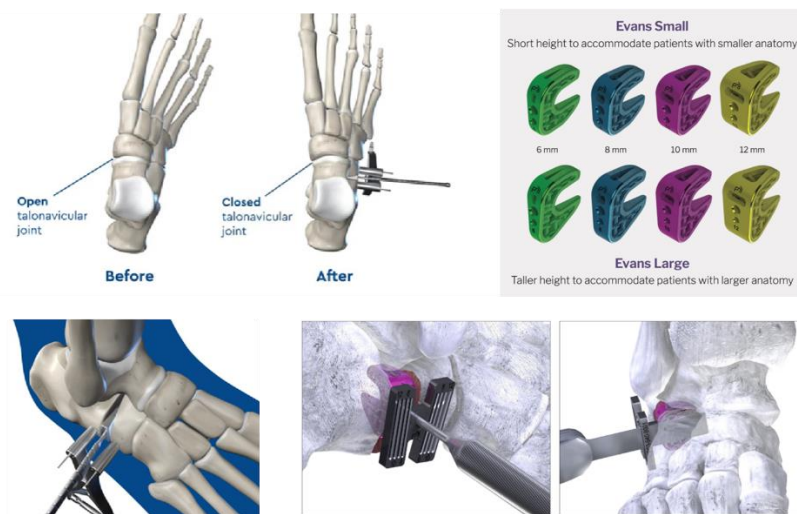 Open
talonavicular
joint
Before
Closed
talonavicular
joint
After
Evans Small
Short height to accommodate patients with smaller anatomy
6 mm
8 mm
10 mm
12 mm
Evans Large
Taller height to accommodate patients with larger anatomy